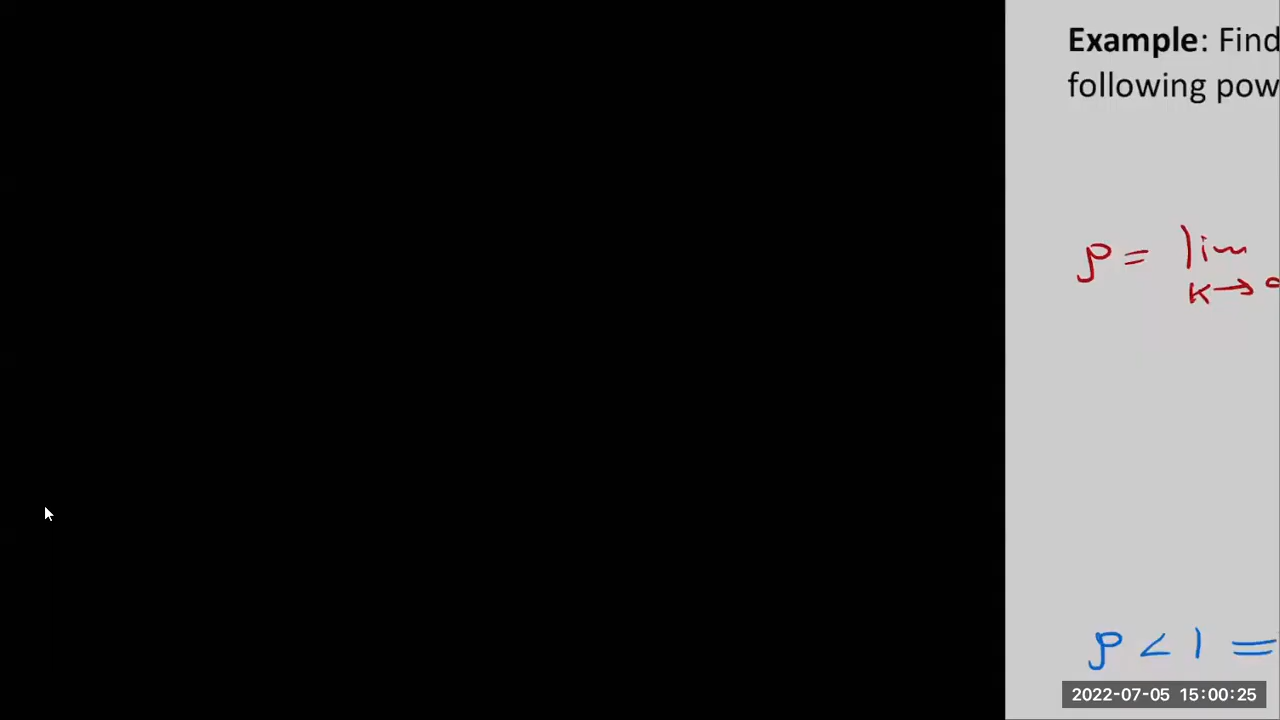 Example: Find
following pow
ρ = lim
K → 
ρ < 1 =
2022-07-05 15:00:25